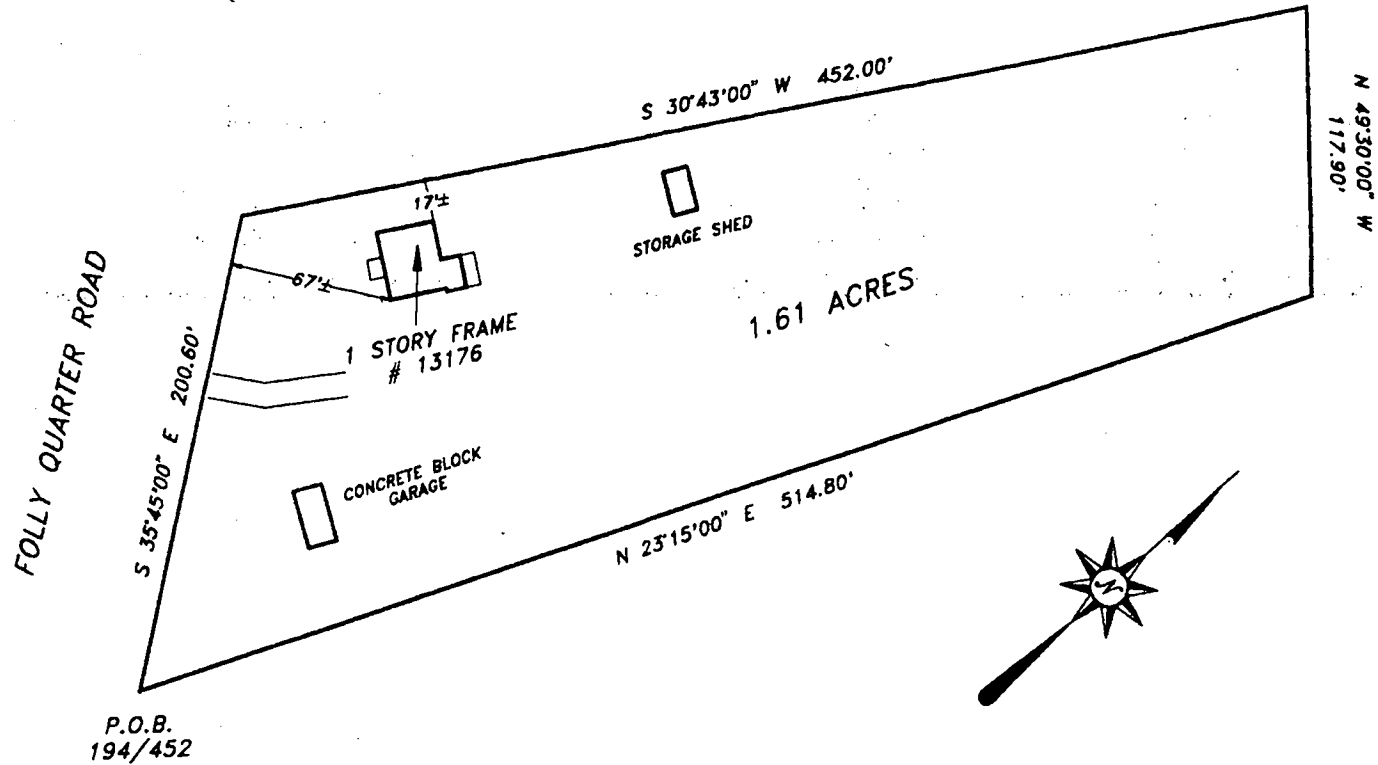 S 30°43'00" W 452.00'
N 49°30'00" W
117.90'
17'±
STORAGE SHED
67'±
1.61 ACRES
FOLLY QUARTER ROAD
1 STORY FRAME
# 13176
S 35°45'00" E 200.60'
CONCRETE BLOCK
GARAGE
N 23°15'00" E 514.80'
N
P.O.B.
194/452